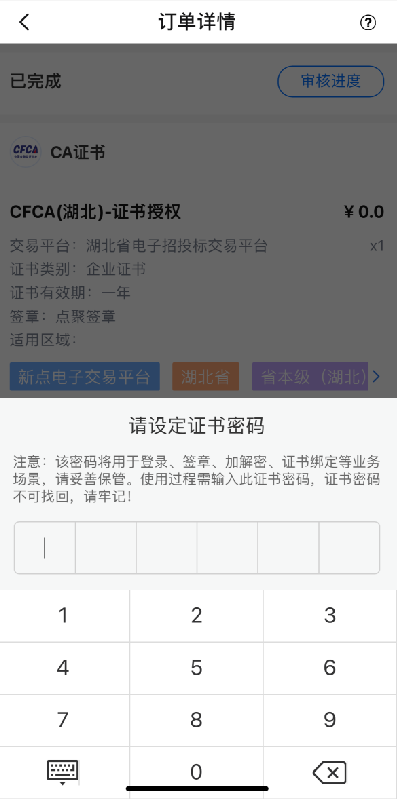 订单详情
已完成
审核进度
CFCA CA证书
CFCA(湖北)-证书授权 ¥0.0
交易平台：湖北省电子招投标交易平台 x1
证书类别：企业证书
证书有效期：一年
签章：点聚签章
适用区域：
新点电子交易平台 湖北省 省本级（湖北）
请设定证书密码
注意：该密码将用于登录、签章、加解密、证书绑定等业务
场景，请妥善保管。使用过程需输入此证书密码，证书密码
不可找回，请牢记！
1 2 3
4 5 6
7 8 9
0